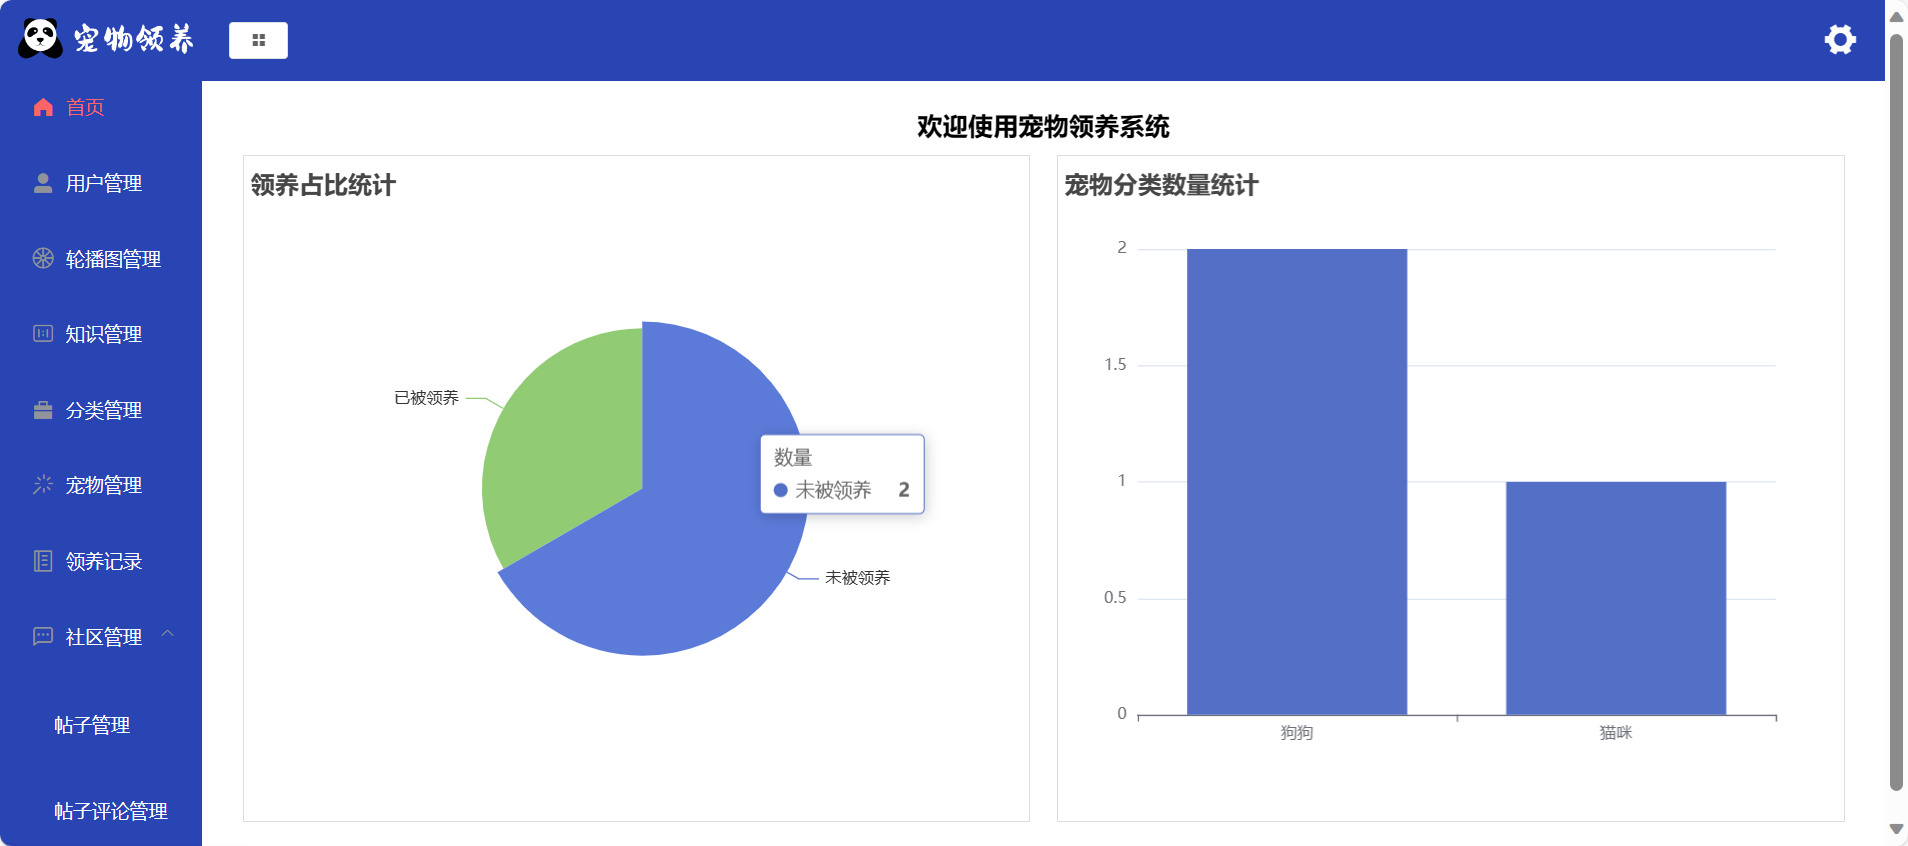 宠物领养
首页
用户管理
轮播图管理
知识管理
分类管理
宠物管理
领养记录
社区管理
帖子管理
帖子评论管理
欢迎使用宠物领养系统
领养占比统计
已被领养
数量
未被领养 2
未被领养
宠物分类数量统计
2
1.5
1
0.5
0
狗狗 猫咪